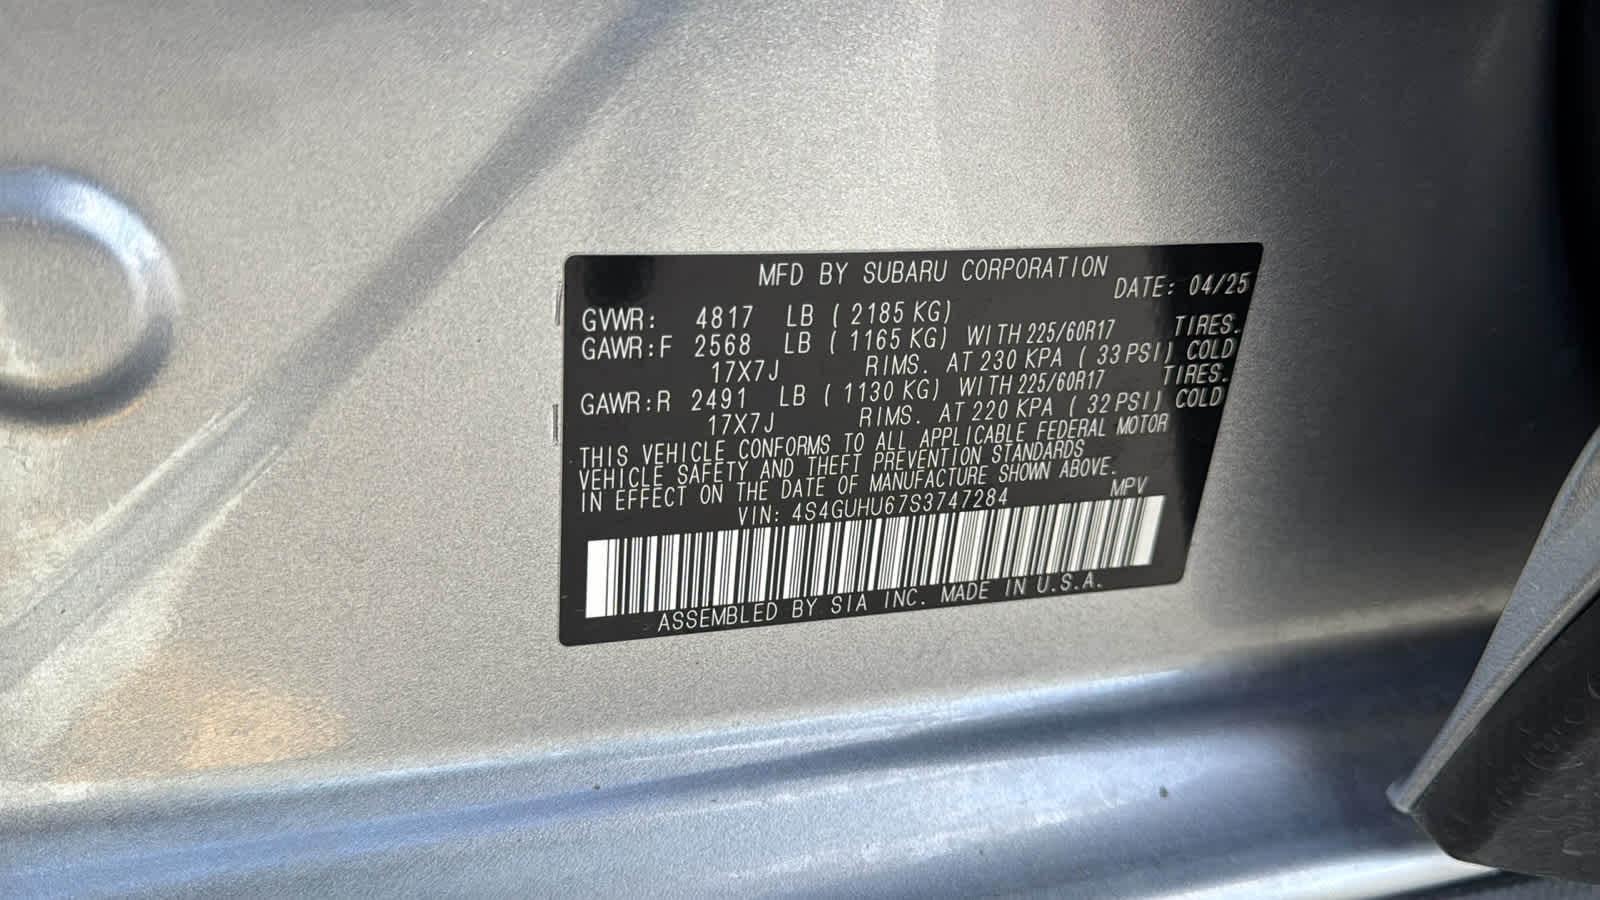 MFD BY SUBARU CORPORATION
DATE: 04/25
GVWR: 4817 LB ( 2185 KG)
GAWR:F 2568 LB ( 1165 KG) WITH 225/60R17 TIRES.
17X7J RIMS. AT 230 KPA ( 33 PSI) COLD
GAWR:R 2491 LB ( 1130 KG) WITH 225/60R17 TIRES.
17X7J RIMS. AT 220 KPA ( 32 PSI) COLD
THIS VEHICLE CONFORMS TO ALL APPLICABLE FEDERAL MOTOR
VEHICLE SAFETY AND THEFT PREVENTION STANDARDS
IN EFFECT ON THE DATE OF MANUFACTURE SHOWN ABOVE.
VIN: 4S4GUHU67S3747284 MPV
ASSEMBLED BY SIA INC. MADE IN U.S.A.